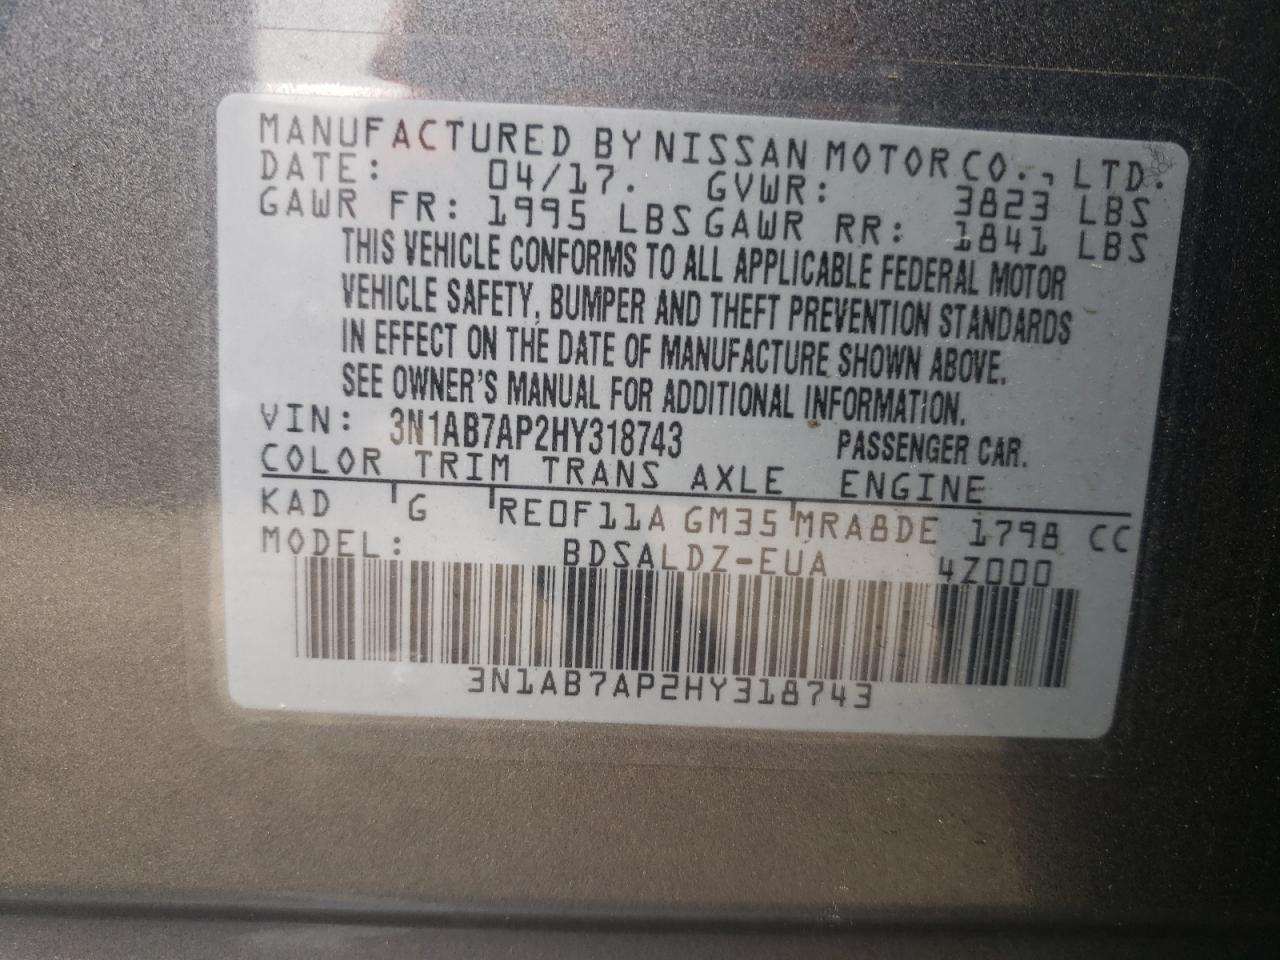 MANUFACTURED BY NISSAN MOTOR CO., LTD.
DATE: 04/17. GVWR: 3823 LBS
GAWR FR: 1995 LBS GAWR RR: 1841 LBS
THIS VEHICLE CONFORMS TO ALL APPLICABLE FEDERAL MOTOR
VEHICLE SAFETY, BUMPER AND THEFT PREVENTION STANDARDS
IN EFFECT ON THE DATE OF MANUFACTURE SHOWN ABOVE.
SEE OWNER'S MANUAL FOR ADDITIONAL INFORMATION.
VIN: 3N1AB7AP2HY318743 PASSENGER CAR.
COLOR TRIM TRANS AXLE ENGINE
KAD G RE0F11A GM35 MRA8DE 1798 CC
MODEL: BDSALDZ-EUA 4Z000
3N1AB7AP2HY318743